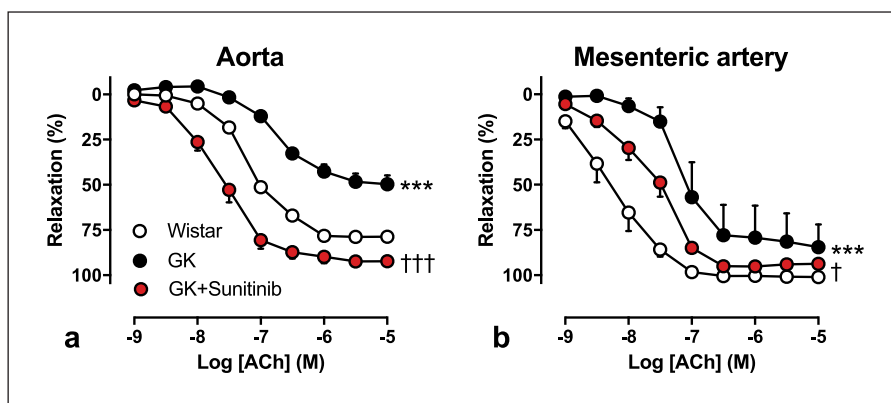 Aorta
Relaxation (%)
0
25
50
75
100
***
†††
Wistar
GK
GK+Sunitinib
a
-9 -8 -7 -6 -5
Log [ACh] (M)
Mesenteric artery
Relaxation (%)
0
25
50
75
100
***
†
b
-9 -8 -7 -6 -5
Log [ACh] (M)